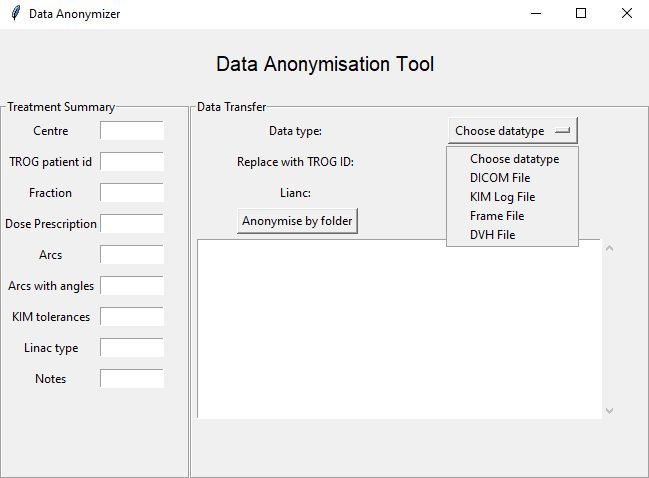 Data Anonymizer
Data Anonymisation Tool
Treatment Summary
Centre
TROG patient id
Fraction
Dose Prescription
Arcs
Arcs with angles
KIM tolerances
Linac type
Notes
Data Transfer
Data type:
Choose datatype
Choose datatype
DICOM File
KIM Log File
Frame File
DVH File
Replace with TROG ID:
Lianc:
Anonymise by folder